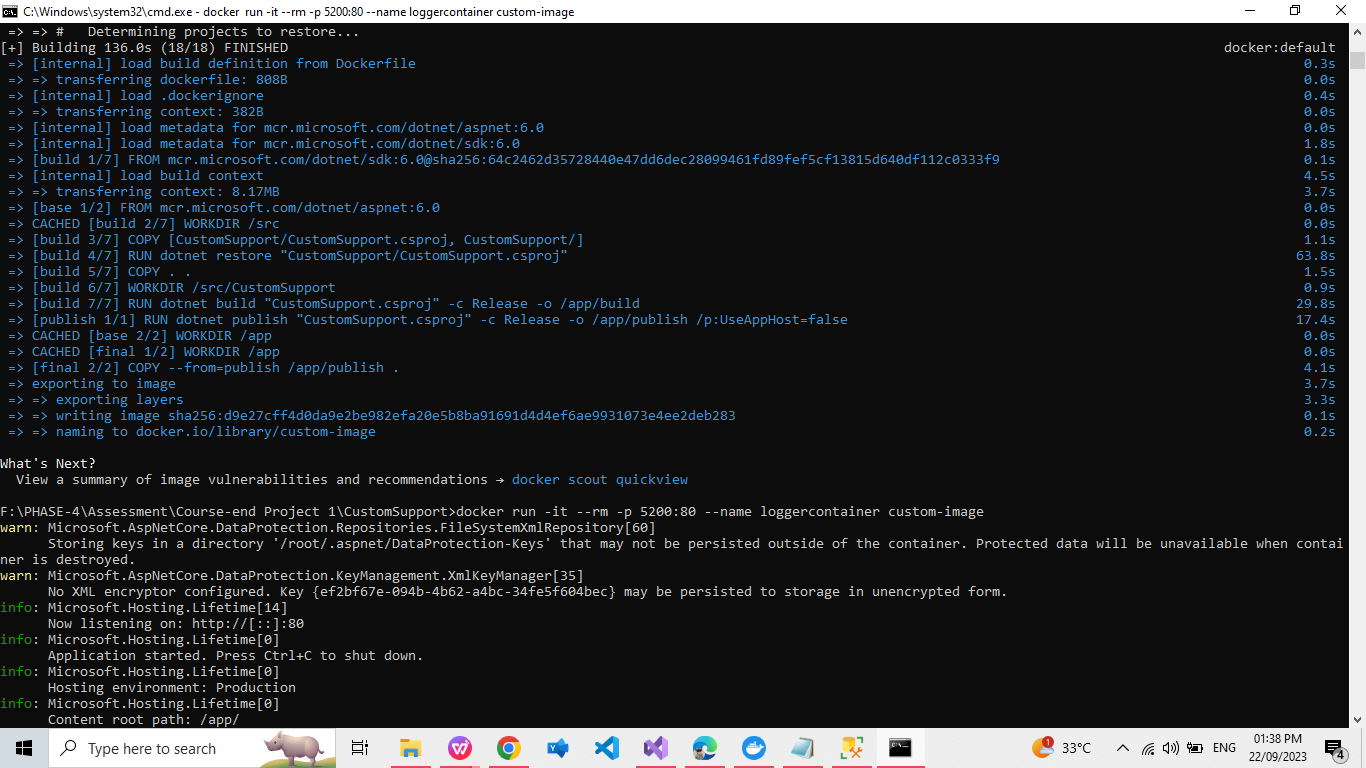 C:\Windows\system32\cmd.exe - docker run -it --rm -p 5200:80 --name loggercontainer custom-image
=> => #   Determining projects to restore...
[+] Building 136.0s (18/18) FINISHED docker:default
=> [internal] load build definition from Dockerfile 0.3s
=> => transferring dockerfile: 808B 0.0s
=> [internal] load .dockerignore 0.4s
=> => transferring context: 382B 0.0s
=> [internal] load metadata for mcr.microsoft.com/dotnet/aspnet:6.0 0.0s
=> [internal] load metadata for mcr.microsoft.com/dotnet/sdk:6.0 1.8s
=> [build 1/7] FROM mcr.microsoft.com/dotnet/sdk:6.0@sha256:64c2462d35728440e47dd6dec28099461fd89fef5cf13815d640df112c0333f9 0.1s
=> [internal] load build context 4.5s
=> => transferring context: 8.17MB 3.7s
=> [base 1/2] FROM mcr.microsoft.com/dotnet/aspnet:6.0 0.0s
=> CACHED [build 2/7] WORKDIR /src 0.0s
=> [build 3/7] COPY [CustomSupport/CustomSupport.csproj, CustomSupport/] 1.1s
=> [build 4/7] RUN dotnet restore "CustomSupport/CustomSupport.csproj" 63.8s
=> [build 5/7] COPY . . 1.5s
=> [build 6/7] WORKDIR /src/CustomSupport 0.9s
=> [build 7/7] RUN dotnet build "CustomSupport.csproj" -c Release -o /app/build 29.8s
=> [publish 1/1] RUN dotnet publish "CustomSupport.csproj" -c Release -o /app/publish /p:UseAppHost=false 17.4s
=> CACHED [base 2/2] WORKDIR /app 0.0s
=> CACHED [final 1/2] WORKDIR /app 0.0s
=> [final 2/2] COPY --from=publish /app/publish . 4.1s
=> exporting to image 3.7s
=> => exporting layers 3.3s
=> => writing image sha256:d9e27cff4d0da9e2be982efa20e5b8ba91691d4d4ef6ae9931073e4ee2deb283 0.1s
=> => naming to docker.io/library/custom-image 0.2s
What's Next?
View a summary of image vulnerabilities and recommendations → docker scout quickview
F:\PHASE-4\Assessment\Course-end Project 1\CustomSupport>docker run -it --rm -p 5200:80 --name loggercontainer custom-image
warn: Microsoft.AspNetCore.DataProtection.Repositories.FileSystemXmlRepository[60]
Storing keys in a directory '/root/.aspnet/DataProtection-Keys' that may not be persisted outside of the container. Protected data will be unavailable when contai
ner is destroyed.
warn: Microsoft.AspNetCore.DataProtection.KeyManagement.XmlKeyManager[35]
No XML encryptor configured. Key {ef2bf67e-094b-4b62-a4bc-34fe5f604bec} may be persisted to storage in unencrypted form.
info: Microsoft.Hosting.Lifetime[14]
Now listening on: http://[::]:80
info: Microsoft.Hosting.Lifetime[0]
Application started. Press Ctrl+C to shut down.
info: Microsoft.Hosting.Lifetime[0]
Hosting environment: Production
info: Microsoft.Hosting.Lifetime[0]
Content root path: /app/
Type here to search
1
33°C
ENG
01:38 PM
22/09/2023
4